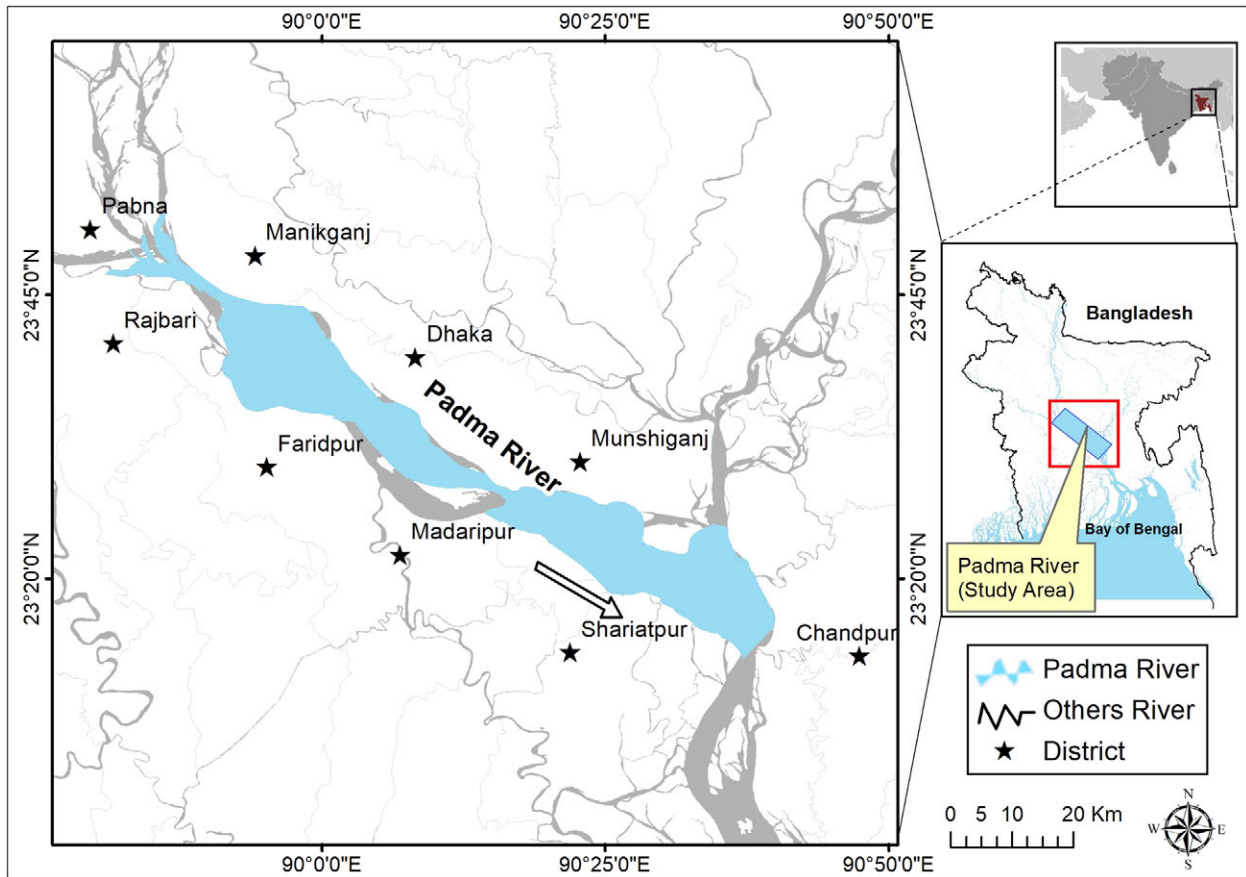 90°0'0"E
90°25'0"E
90°50'0"E
Pabna
Manikganj
23°45'0"N
23°45'0"N
Rajbari
Dhaka
Padma River
Faridpur
Munshiganj
Madaripur
23°20'0"N
23°20'0"N
Shariatpur
Chandpur
90°0'0"E
90°25'0"E
90°50'0"E
Bangladesh
Bay of Bengal
Padma River
(Study Area)
Padma River
Others River
District
0 5 10 20 Km
N
W E
S